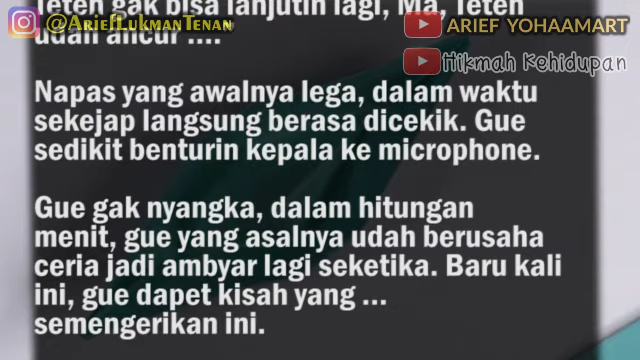 @AriefLukmanTenan
ARIEF YOHAAMART
Hikmah Kehidupan
Teteh gak bisa lanjutin lagi, Ma, Teteh
udah ancur ....
Napas yang awalnya lega, dalam waktu
sekejap langsung berasa dicekik. Gue
sedikit benturin kepala ke microphone.
Gue gak nyangka, dalam hitungan
menit, gue yang asalnya udah berusaha
ceria jadi ambyar lagi seketika. Baru kali
ini, gue dapet kisah yang ...
semengerikan ini.